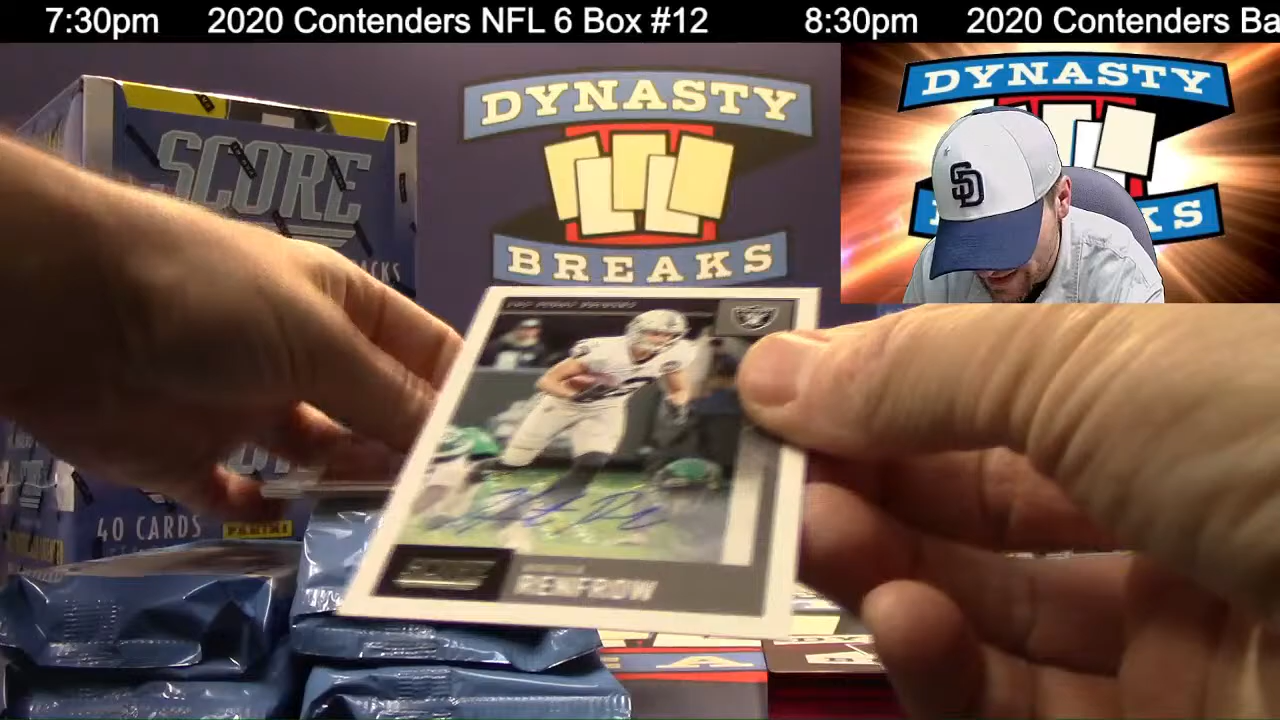 7:30pm 2020 Contenders NFL 6 Box #12 8:30pm 2020 Contenders Ba
DYNASTY
BREAKS
DYNASTY
KS
SD
SCORE
40 CARDS
PANINI
SCORE
RENFROW